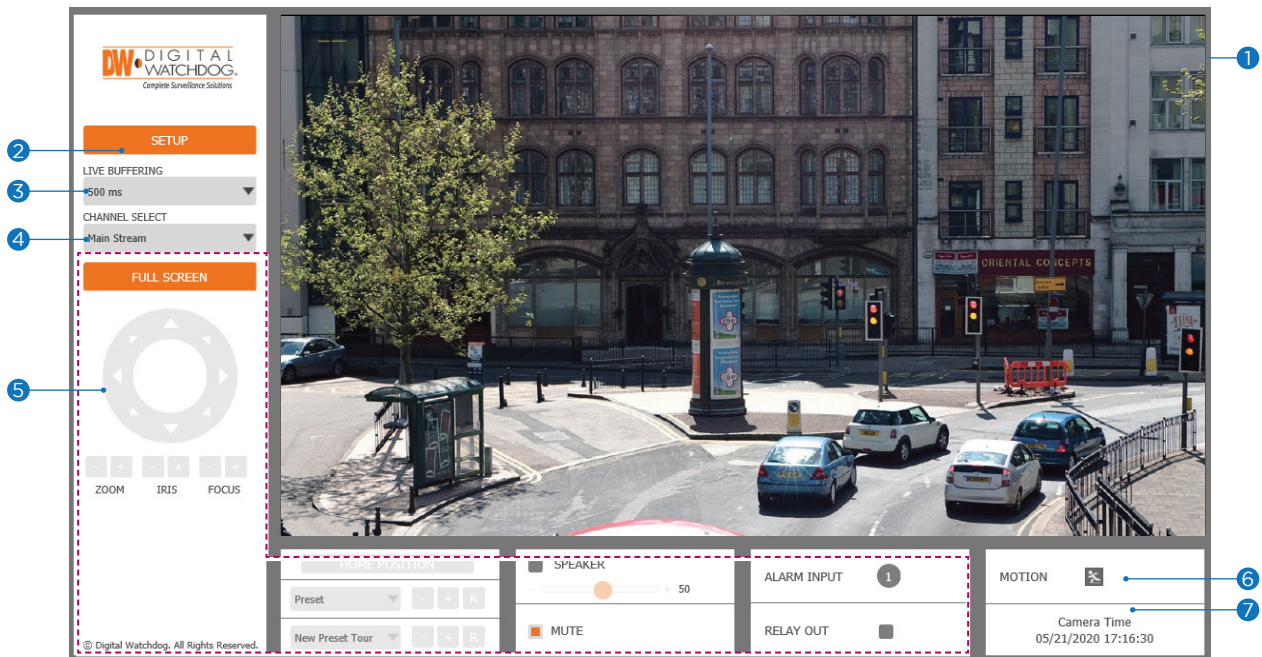 1
DW DIGITAL
WATCHDOG®
Complete Surveillance Solutions
2
SETUP
LIVE BUFFERING
3
500 ms
CHANNEL SELECT
4
Main Stream
FULL SCREEN
5
- + - + - +
ZOOM IRIS FOCUS
© Digital Watchdog. All Rights Reserved.
ORIENTAL CONCEPTS
HOME POSITION
Preset - + R
New Preset Tour - + R
SPEAKER
- + 50
MUTE
ALARM INPUT 1
RELAY OUT
MOTION
6
7
Camera Time
05/21/2020 17:16:30